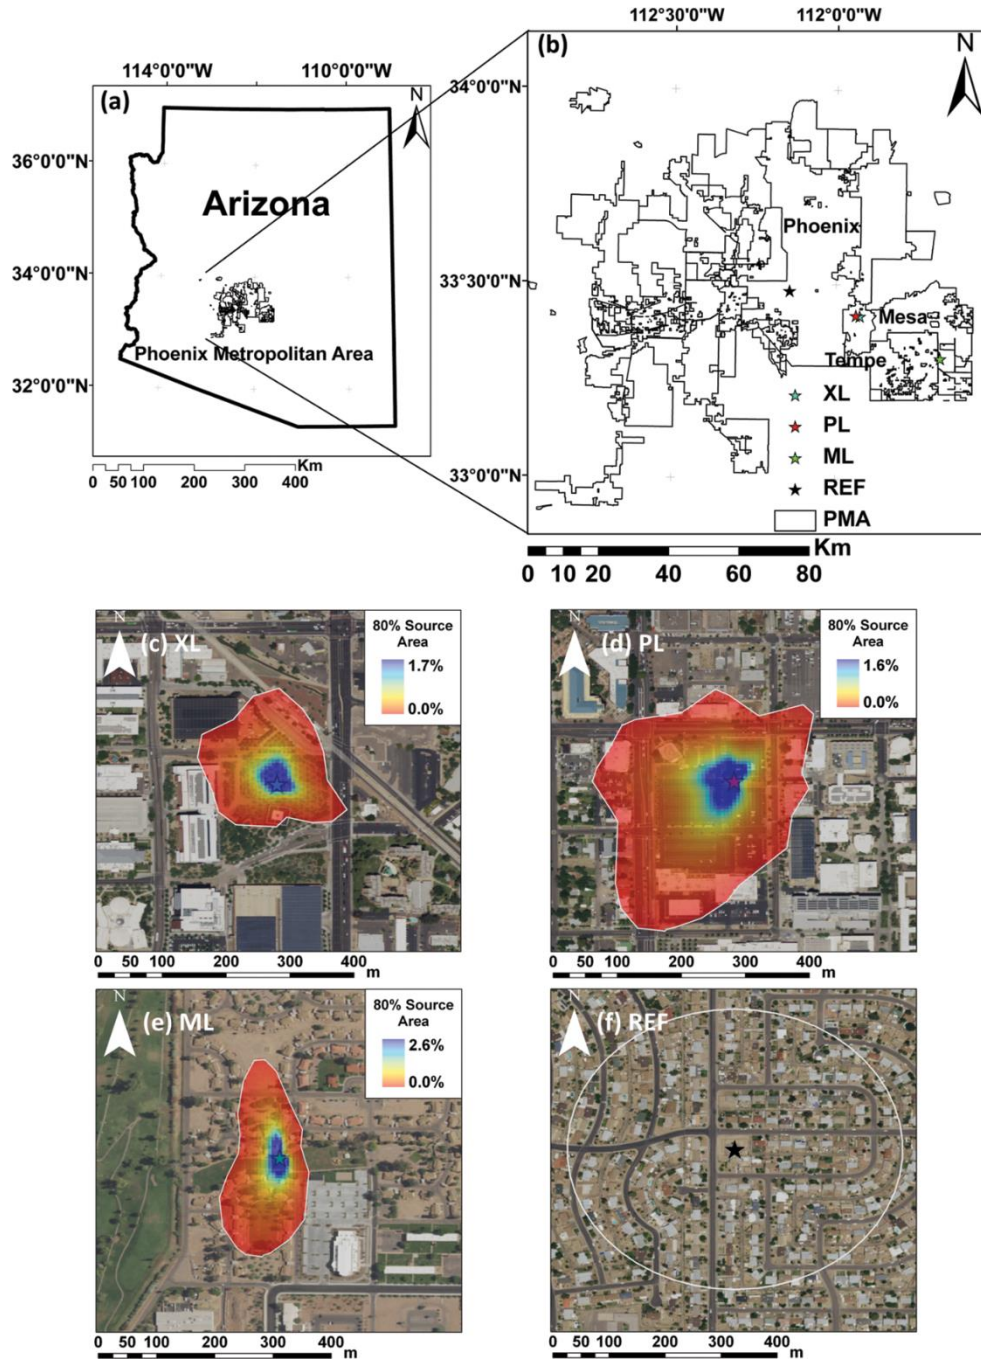 114°0'0"W 110°0'0"W
(a)
N
36°0'0"N
Arizona
34°0'0"N
Phoenix Metropolitan Area
32°0'0"N
Km
0 50 100 200 300 400
112°30'0"W 112°0'0"W
(b)
N
34°0'0"N
Phoenix
33°30'0"N
Mesa
Tempe
XL
PL
ML
33°0'0"N
REF
PMA
Km
0 10 20 40 60 80
N
(c) XL
80% Source
Area
1.7%
0.0%
0 50 100 200 300 400 m
N
(d) PL
80% Source
Area
1.6%
0.0%
0 50 100 200 300 400 m
N
(e) ML
80% Source
Area
2.6%
0.0%
0 50 100 200 300 400 m
N
(f) REF
0 50 100 200 300 400 m